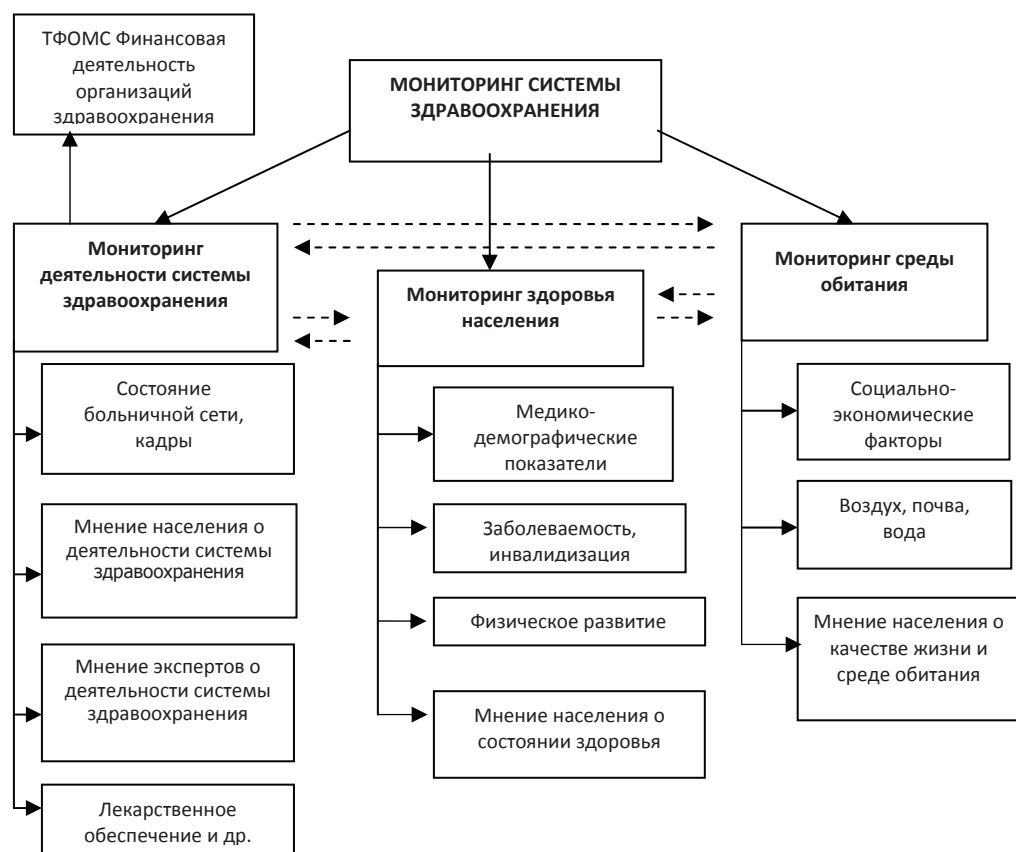 ТФОМС Финансовая
деятельность
организаций
здравоохранения
МОНИТОРИНГ СИСТЕМЫ
ЗДРАВООХРАНЕНИЯ
Мониторинг
деятельности системы
здравоохранения
Мониторинг здоровья
населения
Мониторинг среды
обитания
Состояние
больничной сети,
кадры
Мнение населения о
деятельности системы
здравоохранения
Мнение экспертов о
деятельности системы
здравоохранения
Лекарственное
обеспечение и др.
Медико-
демографические
показатели
Заболеваемость,
инвалидизация
Физическое развитие
Мнение населения о
состоянии здоровья
Социально-
экономические
факторы
Воздух, почва,
вода
Мнение населения о
качестве жизни и
среде обитания